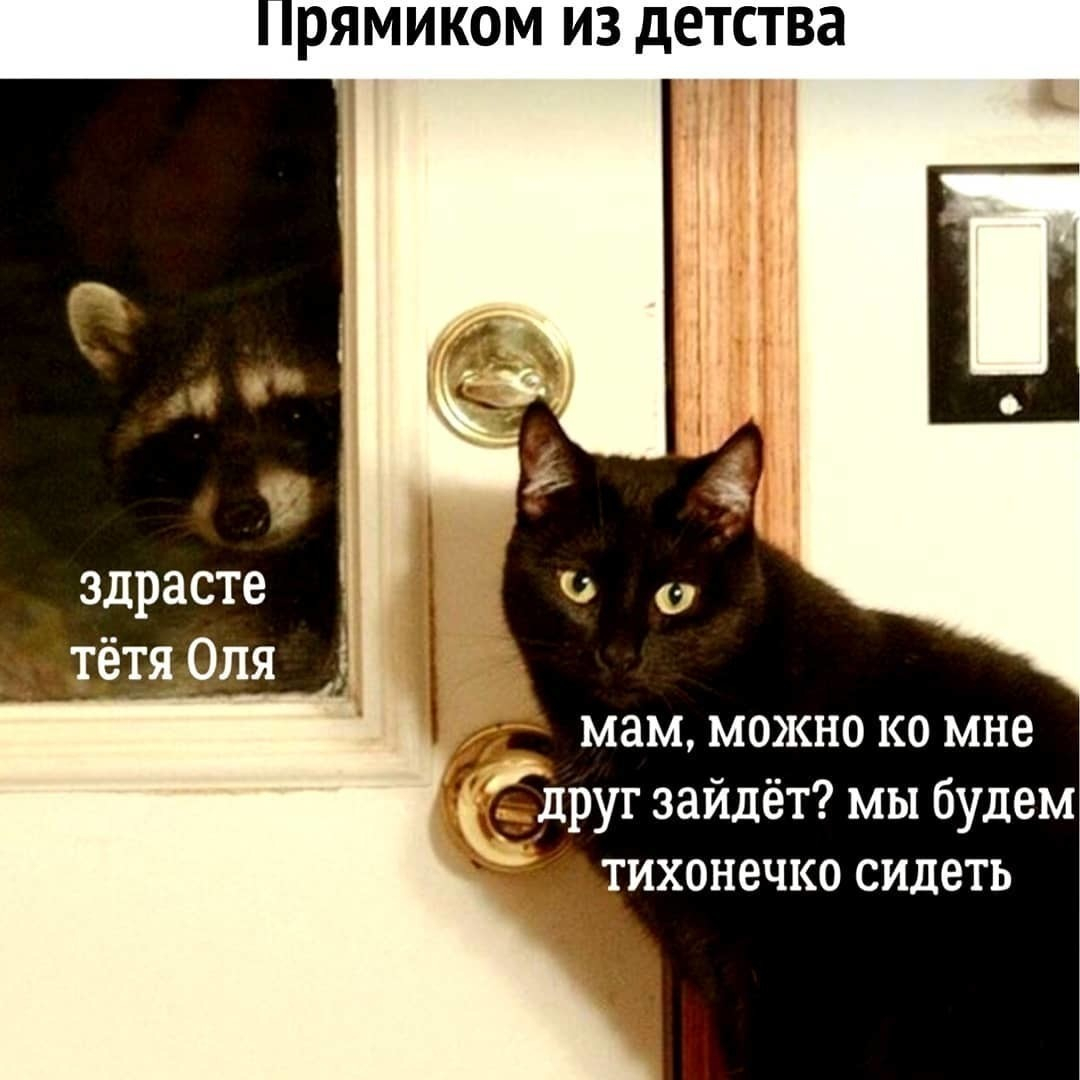 Прямиком из детства
здрасте
тётя Оля
мам, можно ко мне
друг зайдёт? мы будем
тихонечко сидеть